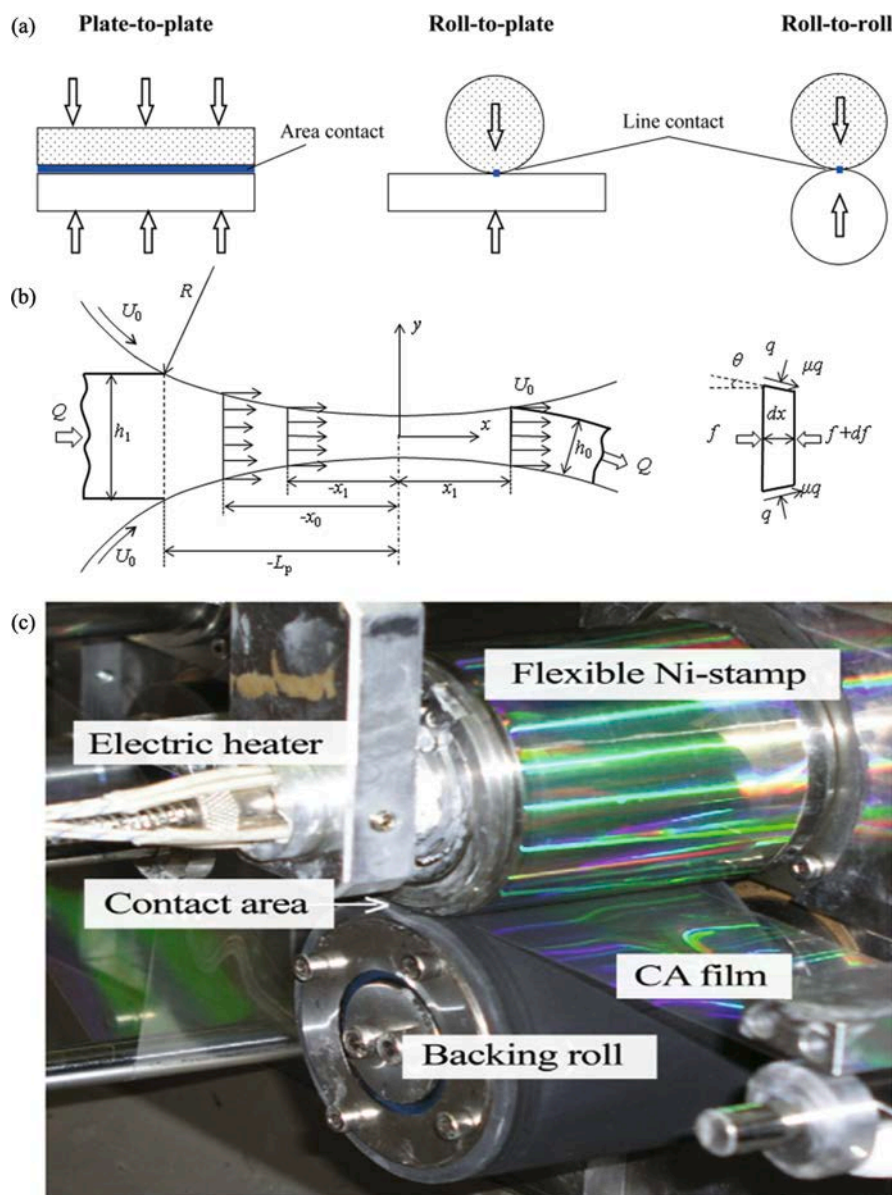 (a) Plate-to-plate Roll-to-plate Roll-to-roll
Area contact
Line contact
(b)
R
U₀
y
U₀
θ
q
μq
Q
h₁
x
h₀
Q
f
dx
f+df
-x₁
x₁
-x₀
q
μq
U₀
-Lₚ
(c)
Flexible Ni-stamp
Electric heater
Contact area
CA film
Backing roll